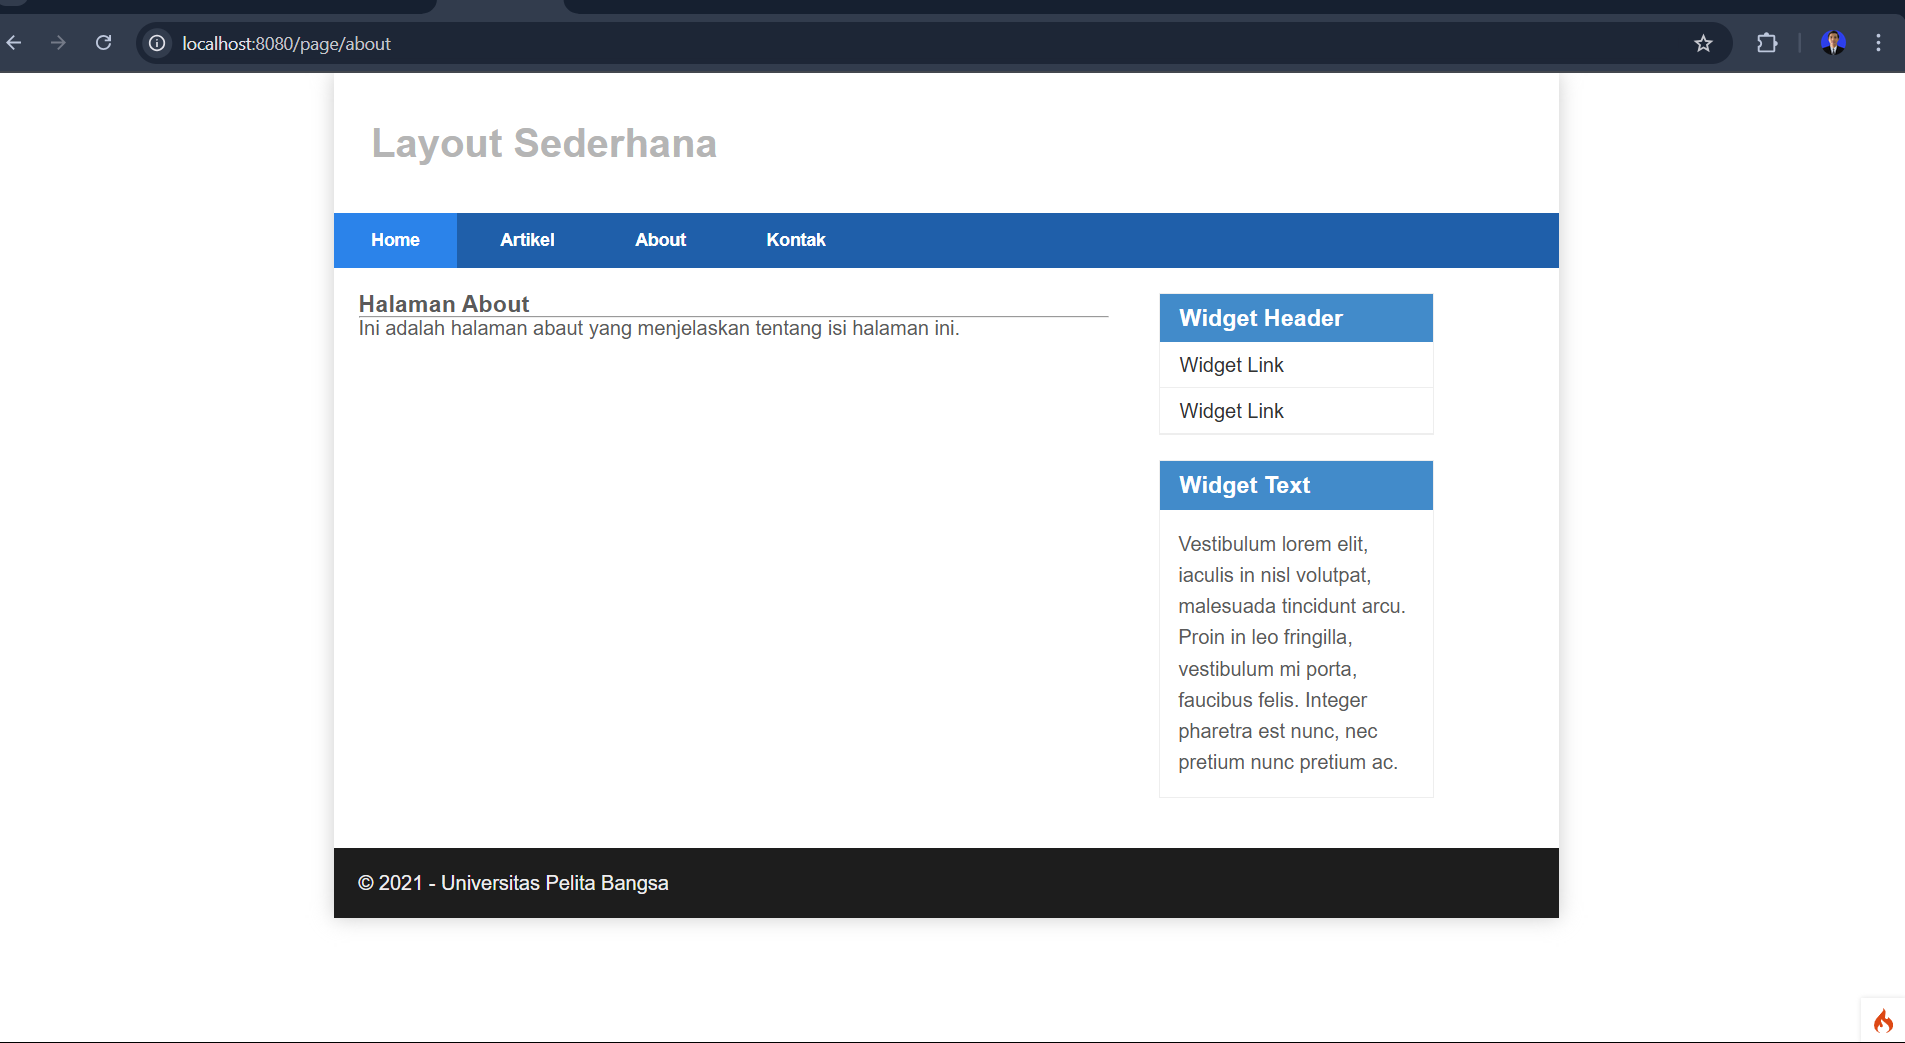 localhost:8080/page/about
Layout Sederhana
Home Artikel About Kontak
Halaman About
Ini adalah halaman abaut yang menjelaskan tentang isi halaman ini.
Widget Header
Widget Link
Widget Link
Widget Text
Vestibulum lorem elit,
iaculis in nisl volutpat,
malesuada tincidunt arcu.
Proin in leo fringilla,
vestibulum mi porta,
faucibus felis. Integer
pharetra est nunc, nec
pretium nunc pretium ac.
© 2021 - Universitas Pelita Bangsa